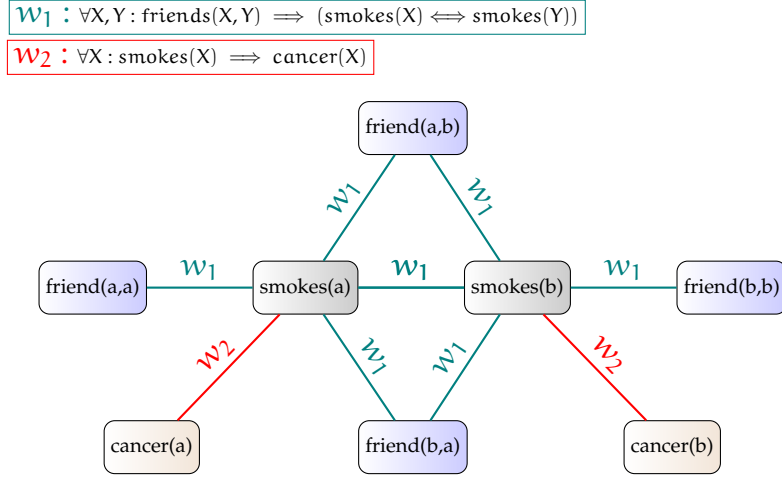 w₁ : ∀X, Y : friends(X, Y) ⟹ (smokes(X) ⟺ smokes(Y))
w₂ : ∀X : smokes(X) ⟹ cancer(X)
friend(a,b)
w₁ w₁
w₁ w₁ w₁
friend(a,a) smokes(a) smokes(b) friend(b,b)
w₂ w₁ w₁ w₂
cancer(a) friend(b,a) cancer(b)